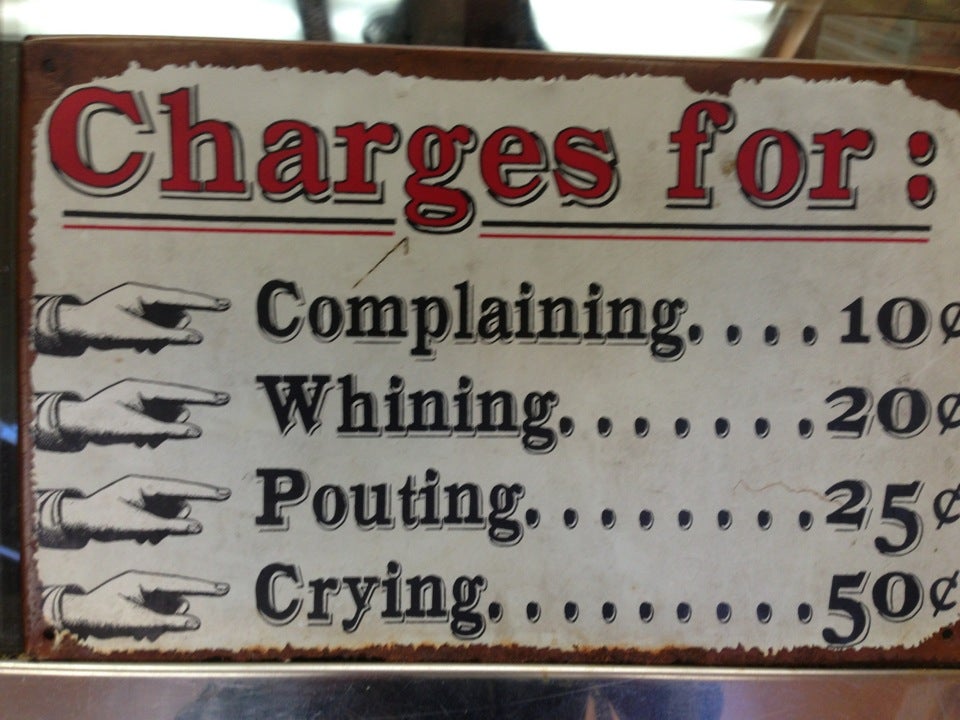 Charges for:
Complaining....10¢
Whining.......20¢
Pouting........25¢
Crying.........50¢